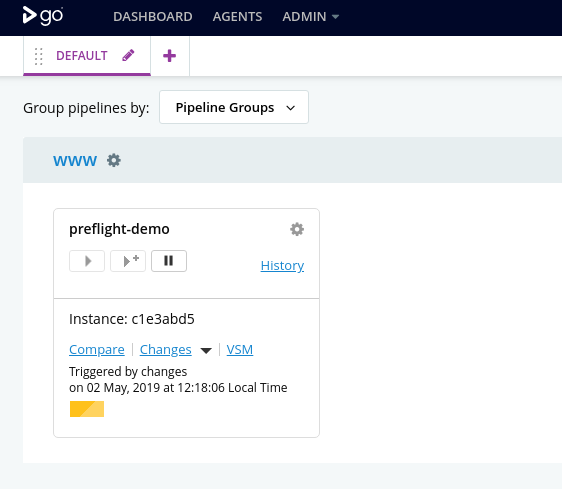 go DASHBOARD AGENTS ADMIN
DEFAULT
Group pipelines by: Pipeline Groups
www
preflight-demo
History
Instance: c1e3abd5
Compare Changes VSM
Triggered by changes
on 02 May, 2019 at 12:18:06 Local Time